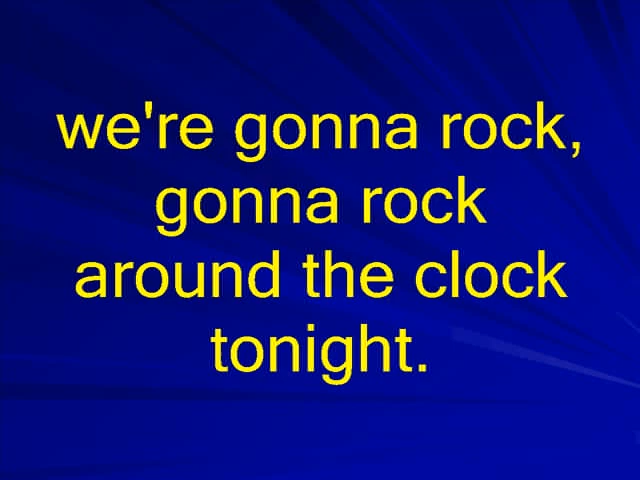 we're gonna rock,
gonna rock
around the clock
tonight.